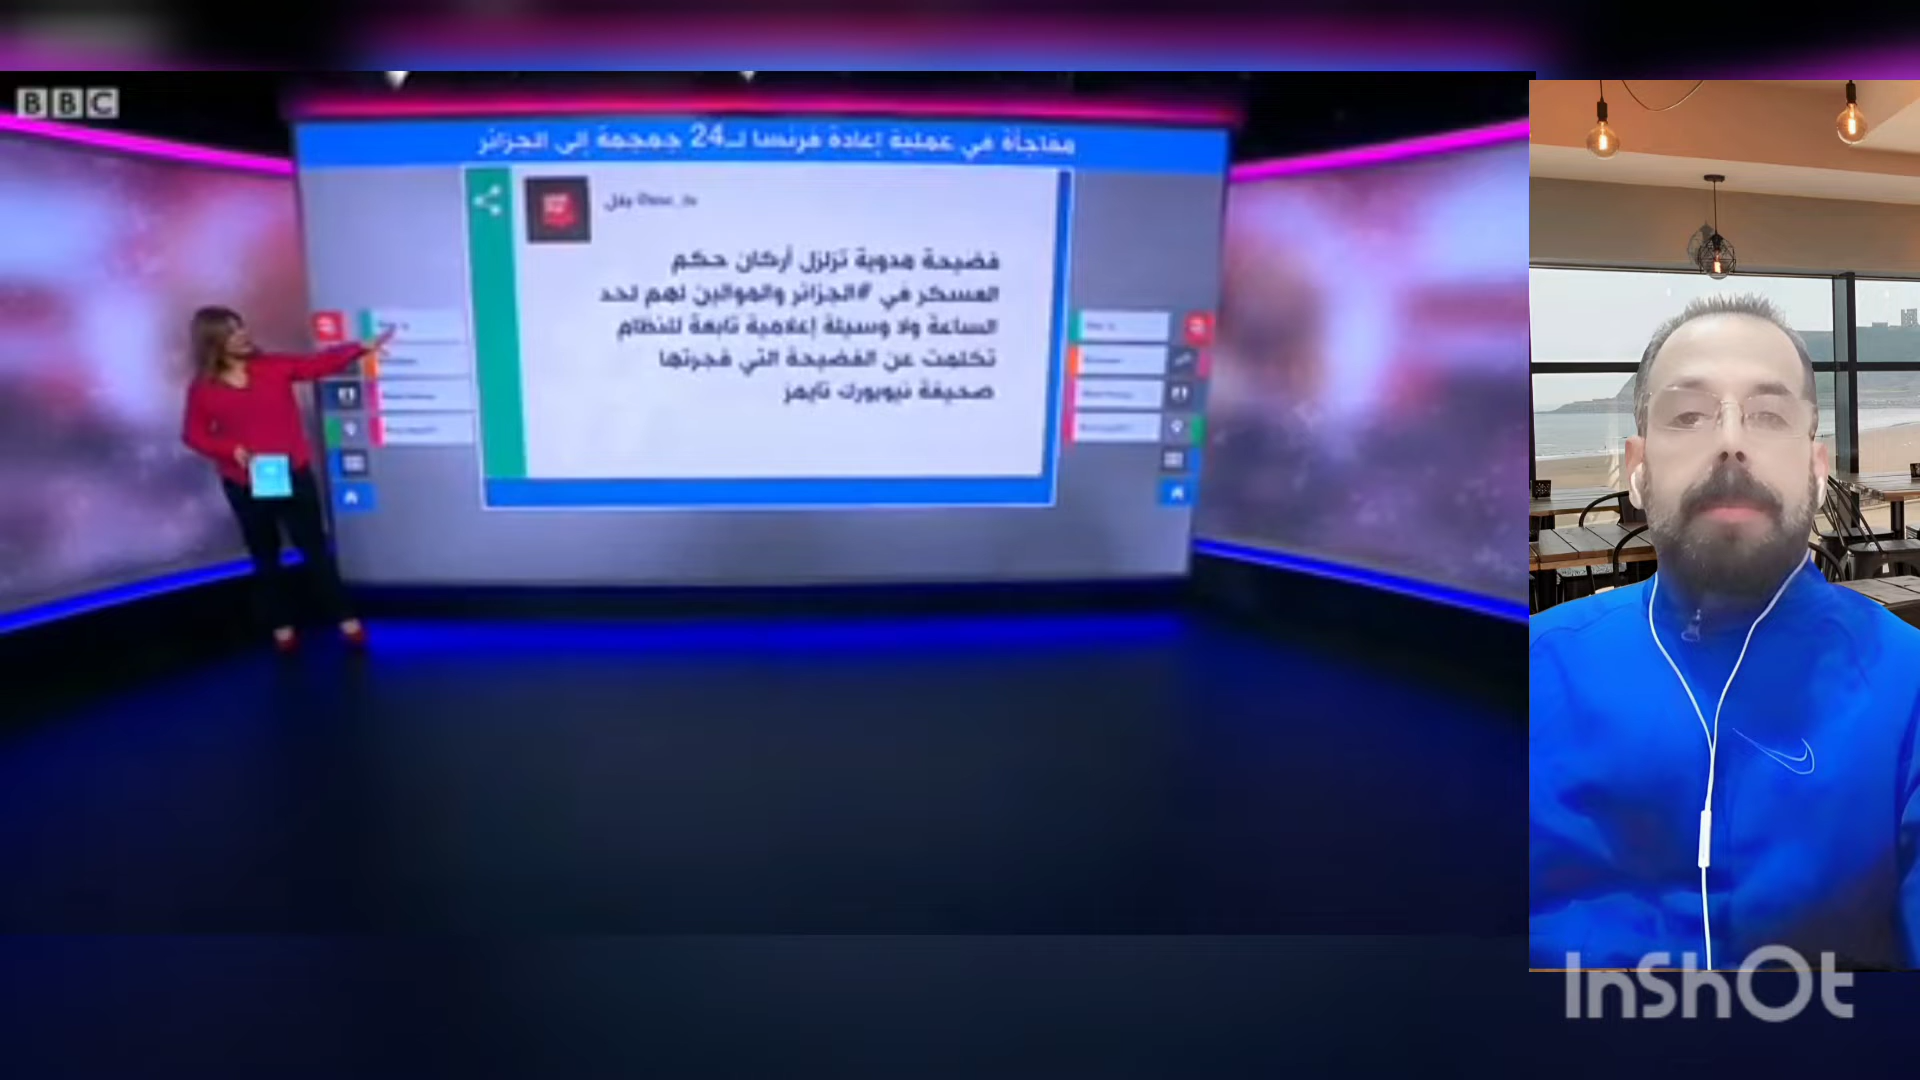 BBC
مفاجأة في عملية إعادة فرنسا لـ24 جمجمة إلى الجزائر
فضيحة مدوية تزلزل أركان حكم
العسكر في #الجزائر والموالين لهم لحد
الساعة ولا وسيلة إعلامية تابعة للنظام
تكلمت عن الفضيحة التي فجرتها
صحيفة نيويورك تايمز
InShOt